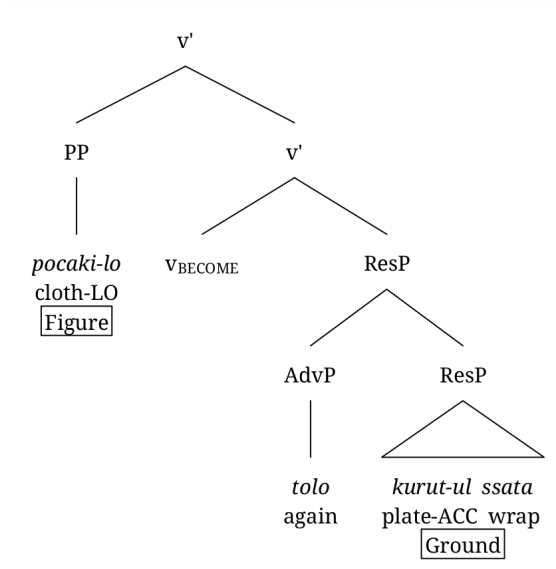 v'
PP v'
pocaki-lo vBECOME ResP
cloth-LO
Figure
AdvP ResP
tolo kurut-ul ssata
again plate-ACC wrap
Ground